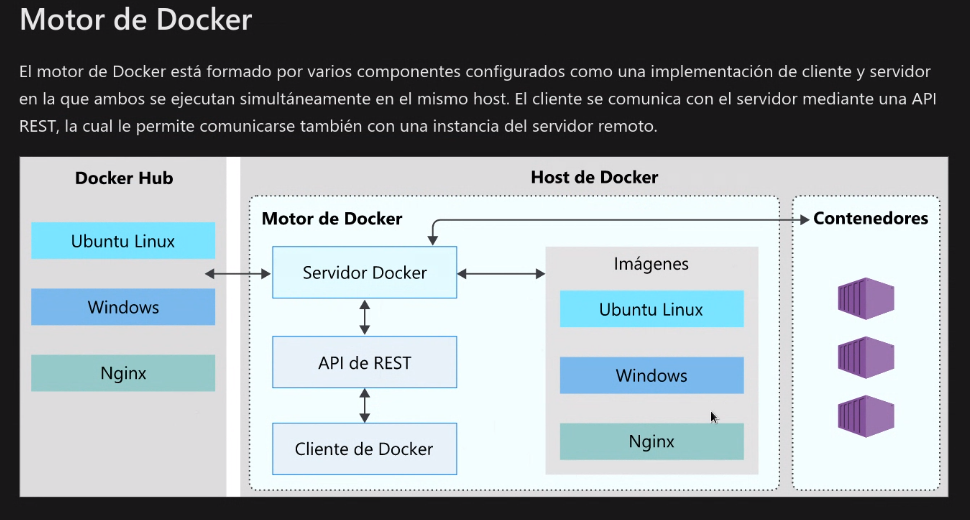 Motor de Docker
El motor de Docker está formado por varios componentes configurados como una implementación de cliente y servidor
en la que ambos se ejecutan simultáneamente en el mismo host. El cliente se comunica con el servidor mediante una API
REST, la cual le permite comunicarse también con una instancia del servidor remoto.
Docker Hub
Ubuntu Linux
Windows
Nginx
Host de Docker
Motor de Docker
Servidor Docker
API de REST
Cliente de Docker
Imágenes
Ubuntu Linux
Windows
Nginx
Contenedores